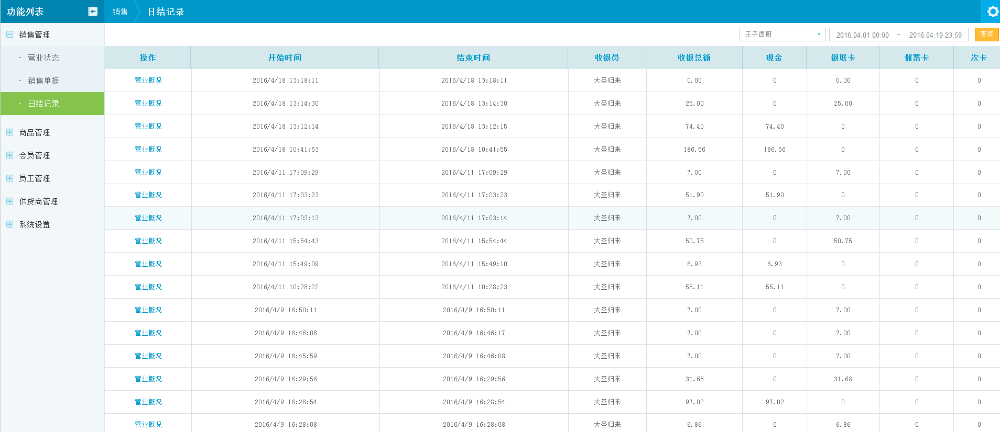 功能列表 销售 日结记录
销售管理
营业状态
销售单据
日结记录
商品管理
会员管理
员工管理
供货商管理
系统设置
王子西厨 2016.04.01 00:00 － 2016.04.19 23:59 查询
操作 开始时间 结束时间 收银员 收银总额 现金 银联卡 储蓄卡 次卡
营业概况 2016/4/18 13:18:11 2016/4/18 13:18:11 大圣归来 0.00 0 0.00 0 0
营业概况 2016/4/18 13:14:30 2016/4/18 13:14:30 大圣归来 25.00 0 25.00 0 0
营业概况 2016/4/18 13:12:14 2016/4/18 13:12:15 大圣归来 74.40 74.40 0 0 0
营业概况 2016/4/18 10:41:53 2016/4/18 10:41:55 大圣归来 186.56 186.56 0 0 0
营业概况 2016/4/11 17:09:29 2016/4/11 17:09:29 大圣归来 7.00 0 7.00 0 0
营业概况 2016/4/11 17:03:23 2016/4/11 17:03:23 大圣归来 51.90 51.90 0 0 0
营业概况 2016/4/11 17:03:13 2016/4/11 17:03:14 大圣归来 7.00 0 7.00 0 0
营业概况 2016/4/11 15:54:43 2016/4/11 15:54:44 大圣归来 50.75 0 50.75 0 0
营业概况 2016/4/11 15:49:09 2016/4/11 15:49:10 大圣归来 6.93 6.93 0 0 0
营业概况 2016/4/11 10:28:22 2016/4/11 10:28:23 大圣归来 55.11 55.11 0 0 0
营业概况 2016/4/9 16:50:11 2016/4/9 16:50:11 大圣归来 7.00 0 7.00 0 0
营业概况 2016/4/9 16:46:08 2016/4/9 16:46:17 大圣归来 7.00 0 7.00 0 0
营业概况 2016/4/9 16:45:59 2016/4/9 16:46:08 大圣归来 7.00 0 7.00 0 0
营业概况 2016/4/9 16:29:56 2016/4/9 16:29:56 大圣归来 31.68 0 31.68 0 0
营业概况 2016/4/9 16:28:54 2016/4/9 16:28:54 大圣归来 97.02 97.02 0 0 0
营业概况 2016/4/9 16:28:08 2016/4/9 16:28:08 大圣归来 6.86 0 6.86 0 0